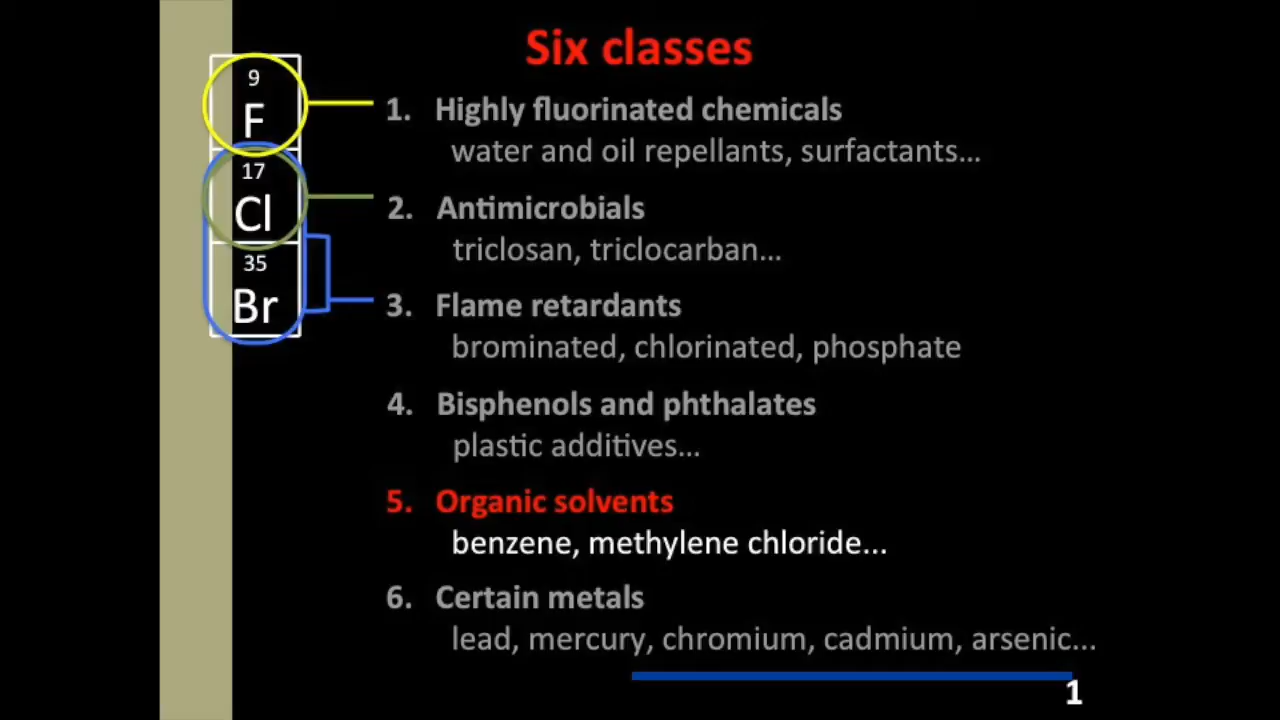 Six classes
9
F
17
Cl
35
Br
1. Highly fluorinated chemicals
water and oil repellants, surfactants...
2. Antimicrobials
triclosan, triclocarban...
3. Flame retardants
brominated, chlorinated, phosphate
4. Bisphenols and phthalates
plastic additives...
5. Organic solvents
benzene, methylene chloride...
6. Certain metals
lead, mercury, chromium, cadmium, arsenic...
1